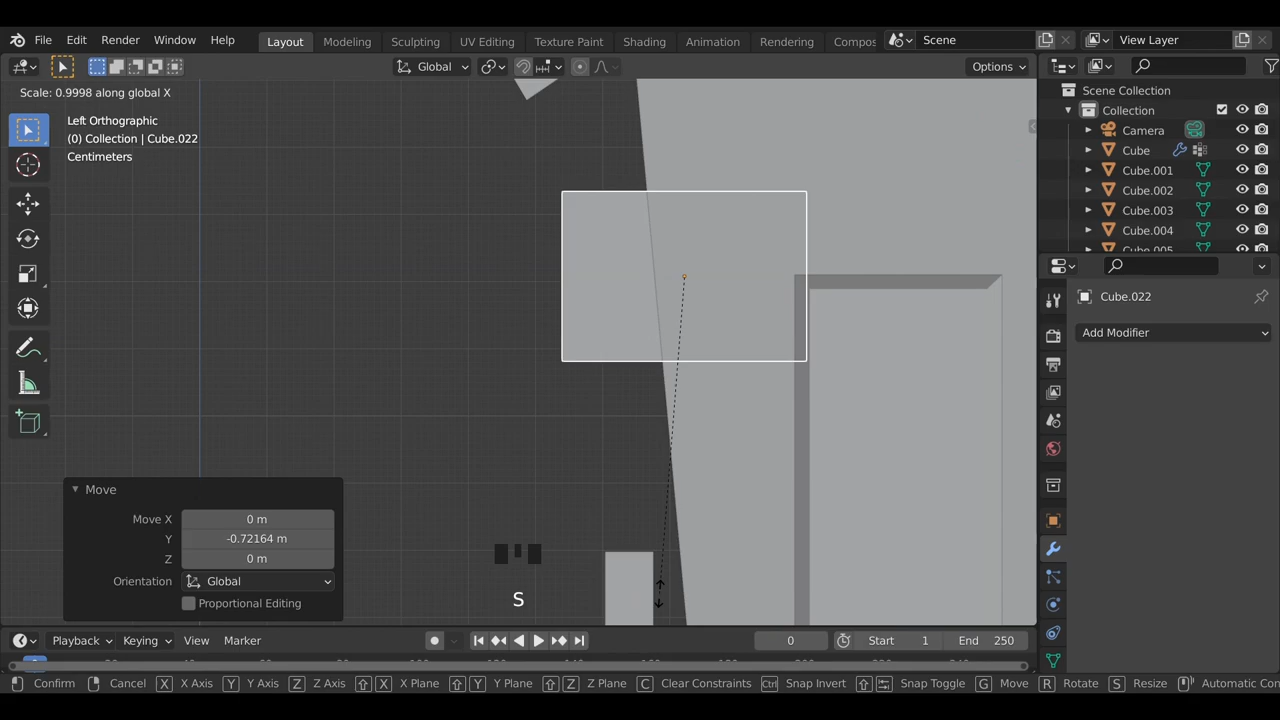 File Edit Render Window Help Layout Modeling Sculpting UV Editing Texture Paint Shading Animation Rendering Compos Scene View Layer
Global Options
Scale: 0.9998 along global X
Left Orthographic
(0) Collection | Cube.022
Centimeters
Scene Collection
Collection
Camera
Cube
Cube.001
Cube.002
Cube.003
Cube.004
Cube.005
Cube.022
Add Modifier
Move
Move X 0 m
Y -0.72164 m
Z 0 m
Orientation Global
Proportional Editing
S
Playback Keying View Marker 0 Start 1 End 250
Confirm Cancel X X Axis Y Y Axis Z Z Axis X X Plane Y Y Plane Z Z Plane C Clear Constraints Ctrl Snap Invert Snap Toggle G Move R Rotate S Resize Automatic Con